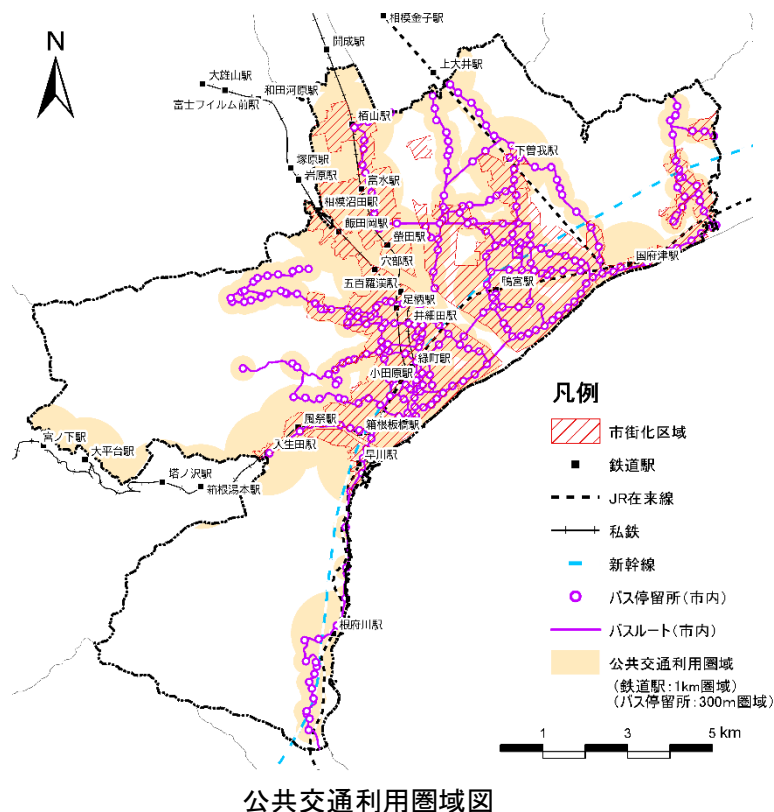 N
相模金子駅
開成駅
上大井駅
大雄山駅
和田河原駅
富士フイルム前駅
栢山駅
下曽我駅
塚原駅
岩原駅
富水駅
相模沼田駅
飯田岡駅
螢田駅
穴部駅
国府津駅
五百羅漢駅
鴨宮駅
足柄駅
井細田駅
緑町駅
小田原駅
風祭駅
箱根板橋駅
入生田駅
早川駅
宮ノ下駅
大平台駅
塔ノ沢駅
箱根湯本駅
根府川駅
凡例
市街化区域
鉄道駅
JR在来線
私鉄
新幹線
バス停留所(市内)
バスルート(市内)
公共交通利用圏域
(鉄道駅:1km圏域)
(バス停留所:300m圏域)
1 3 5 km
公共交通利用圏域図